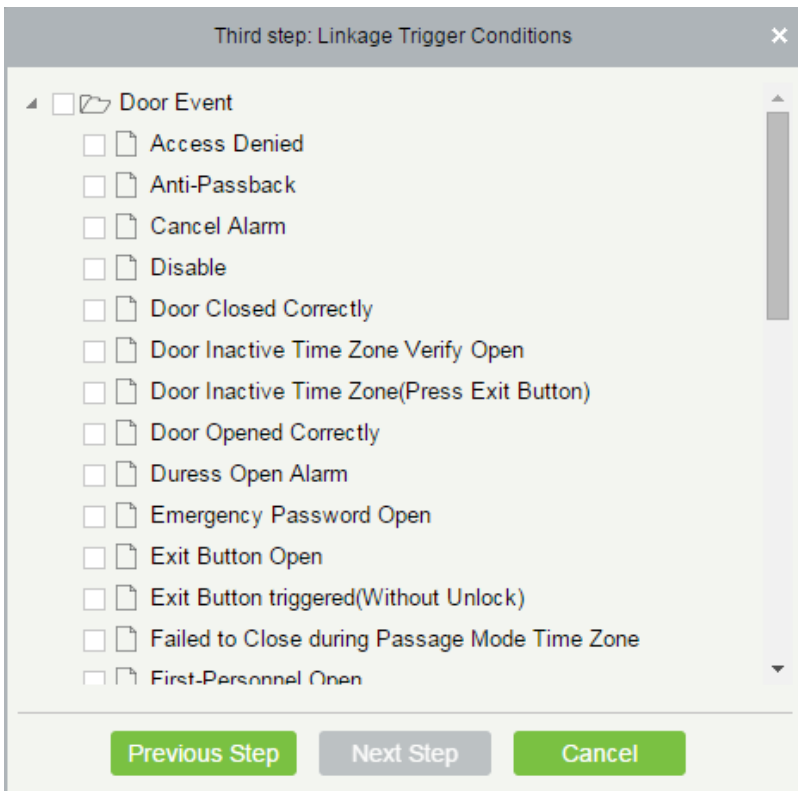 Third step: Linkage Trigger Conditions
Door Event
Access Denied
Anti-Passback
Cancel Alarm
Disable
Door Closed Correctly
Door Inactive Time Zone Verify Open
Door Inactive Time Zone(Press Exit Button)
Door Opened Correctly
Duress Open Alarm
Emergency Password Open
Exit Button Open
Exit Button triggered(Without Unlock)
Failed to Close during Passage Mode Time Zone
First-Personnel Open
Previous Step Next Step Cancel